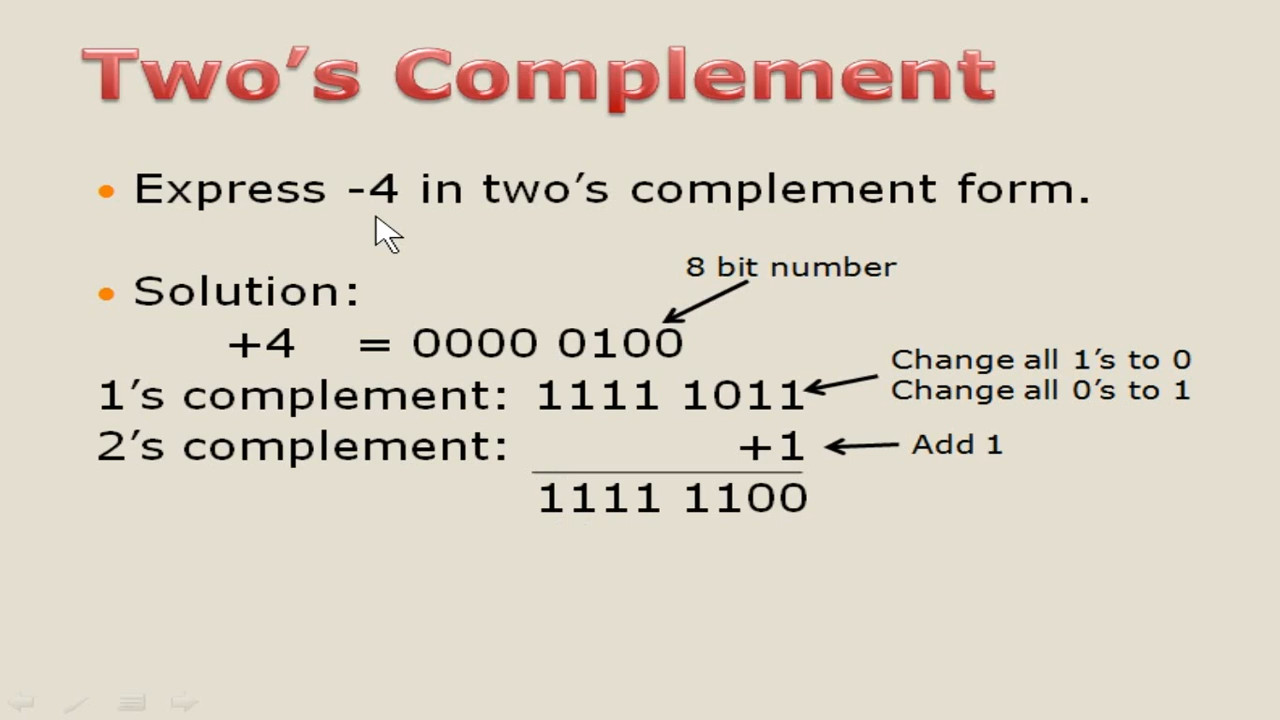 Two’s Complement
• Express -4 in two’s complement form.
8 bit number
• Solution:
+4 = 0000 0100
Change all 1’s to 0
Change all 0’s to 1
1’s complement: 1111 1011
2’s complement: +1
Add 1
1111 1100